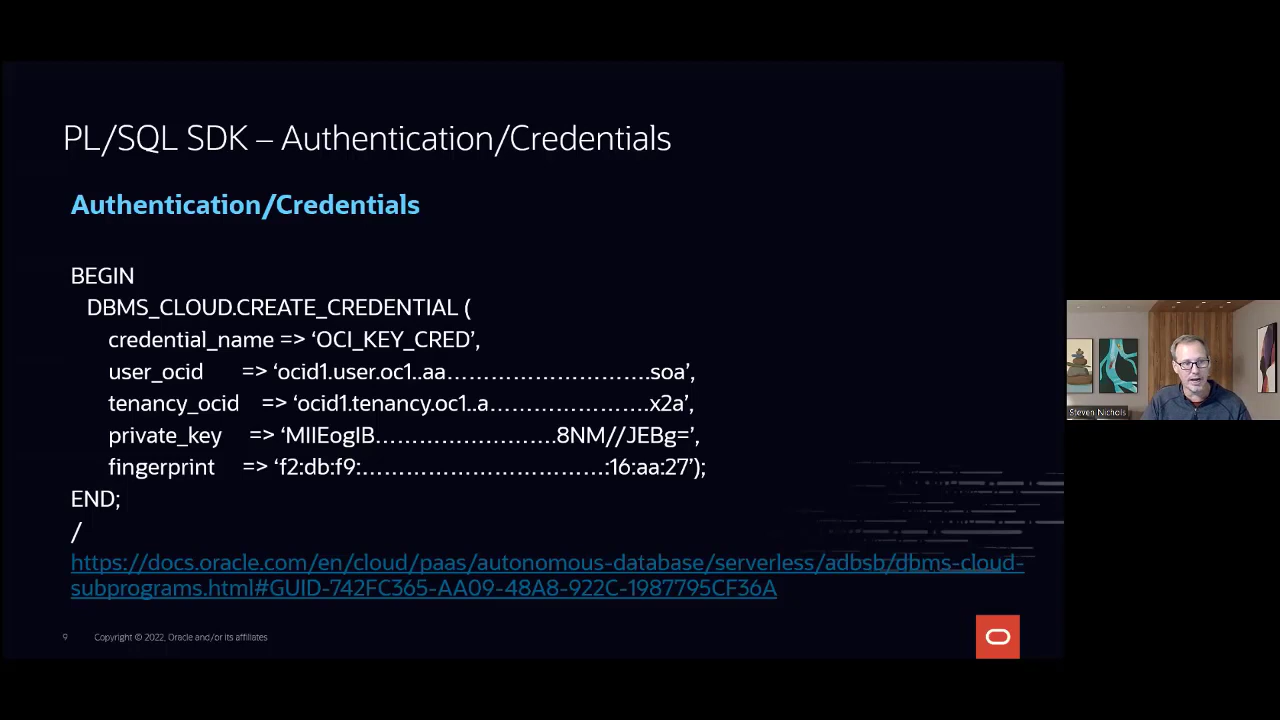 PL/SQL SDK – Authentication/Credentials
Authentication/Credentials
BEGIN
DBMS_CLOUD.CREATE_CREDENTIAL (
credential_name => ‘OCI_KEY_CRED’,
user_ocid => ‘ocid1.user.oc1..aa……………………….soa’,
tenancy_ocid => ‘ocid1.tenancy.oc1..a………………….x2a’,
private_key => ‘MIIEogIB…………………….8NM//JEBg=’,
fingerprint => ‘f2:db:f9:……………………………:16:aa:27’);
END;
/
https://docs.oracle.com/en/cloud/paas/autonomous-database/serverless/adbsb/dbms-cloud-
subprograms.html#GUID-742FC365-AA09-48A8-922C-1987795CF36A
Steven Nichols
9 Copyright © 2022, Oracle and/or its affiliates